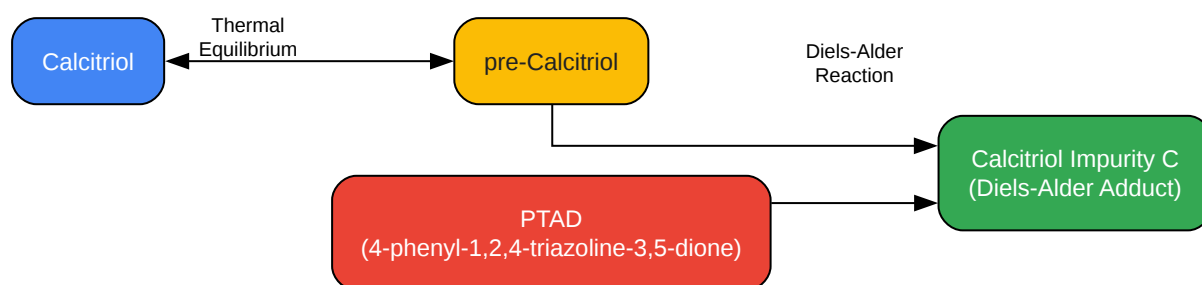 Calcitriol
Thermal
Equilibrium
pre-Calcitriol
Diels-Alder
Reaction
Calcitriol Impurity C
(Diels-Alder Adduct)
PTAD
(4-phenyl-1,2,4-triazoline-3,5-dione)